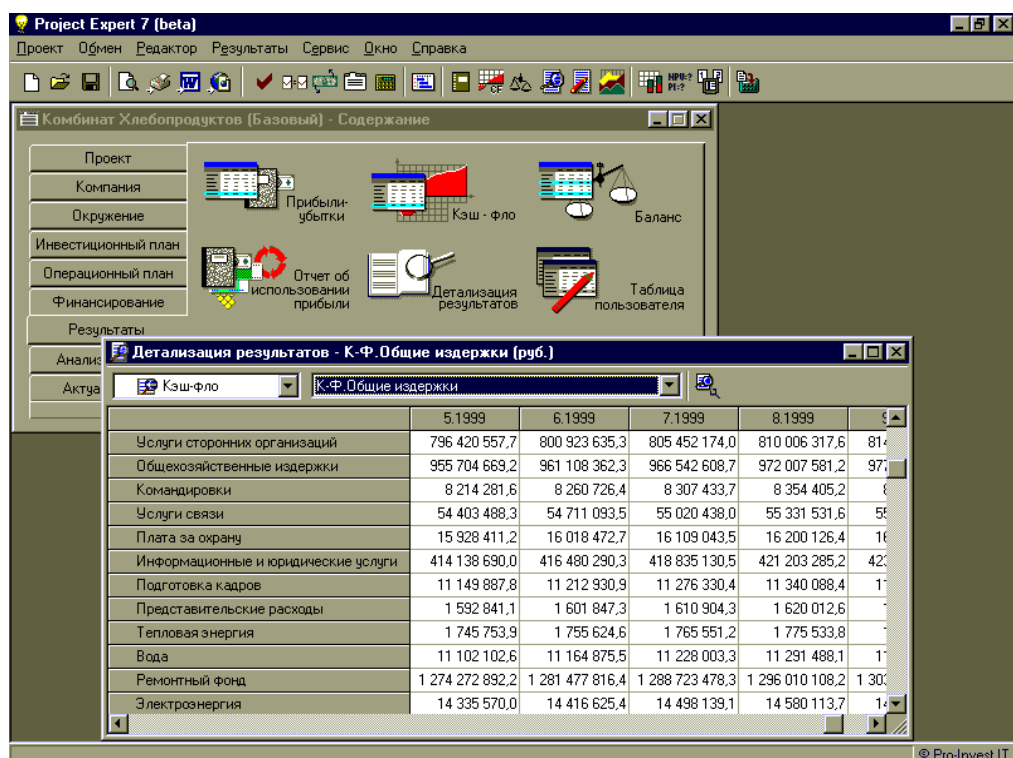 Project Expert 7 (beta)
Проект Обмен Редактор Результаты Сервис Окно Справка
NPU:? PI:?
CF
Комбинат Хлебопродуктов (Базовый) - Содержание
Проект
Компания
Окружение
Инвестиционный план
Операционный план
Финансирование
Результаты
Прибыли-
убытки
Кэш - фло
Баланс
Отчет об
использовании
прибыли
Детализация
результатов
Таблица
пользователя
Детализация результатов - К-Ф.Общие издержки (руб.)
Кэш-фло К-Ф.Общие издержки
5.1999 6.1999 7.1999 8.1999
Услуги сторонних организаций 796 420 557,7 800 923 635,3 805 452 174,0 810 006 317,6
Общехозяйственные издержки 955 704 669,2 961 108 362,3 966 542 608,7 972 007 581,2
Командировки 8 214 281,6 8 260 726,4 8 307 433,7 8 354 405,2
Услуги связи 54 403 488,3 54 711 093,5 55 020 438,0 55 331 531,6
Плата за охрану 15 928 411,2 16 018 472,7 16 109 043,5 16 200 126,4
Информационные и юридические услуги 414 138 690,0 416 480 290,3 418 835 130,5 421 203 285,2
Подготовка кадров 11 149 887,8 11 212 930,9 11 276 330,4 11 340 088,4
Представительские расходы 1 592 841,1 1 601 847,3 1 610 904,3 1 620 012,6
Тепловая энергия 1 745 753,9 1 755 624,6 1 765 551,2 1 775 533,8
Вода 11 102 102,6 11 164 875,5 11 228 003,3 11 291 488,1
Ремонтный фонд 1 274 272 892,2 1 281 477 816,4 1 288 723 478,3 1 296 010 108,2
Электроэнергия 14 335 570,0 14 416 625,4 14 498 139,1 14 580 113,7
© Pro-Invest IT